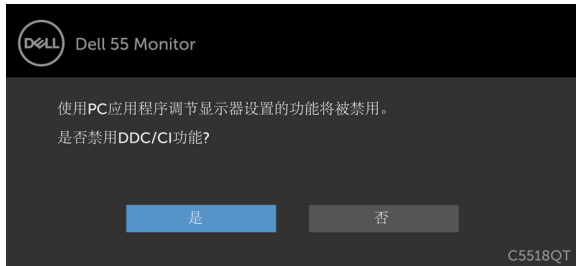 DELL
Dell 55 Monitor
使用PC应用程序调节显示器设置的功能将被禁用。
是否禁用DDC/CI功能?
是
否
C5518QT